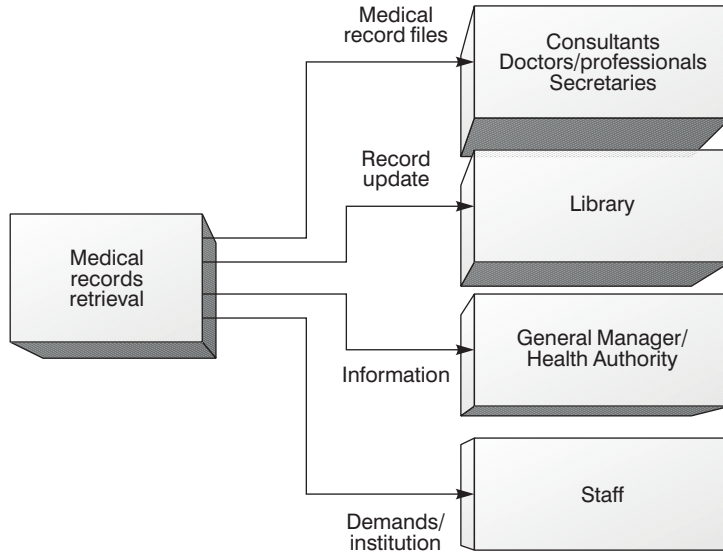 Medical
record files
Consultants
Doctors/professionals
Secretaries
Record
update
Library
Medical
records
retrieval
General Manager/
Health Authority
Information
Staff
Demands/
institution